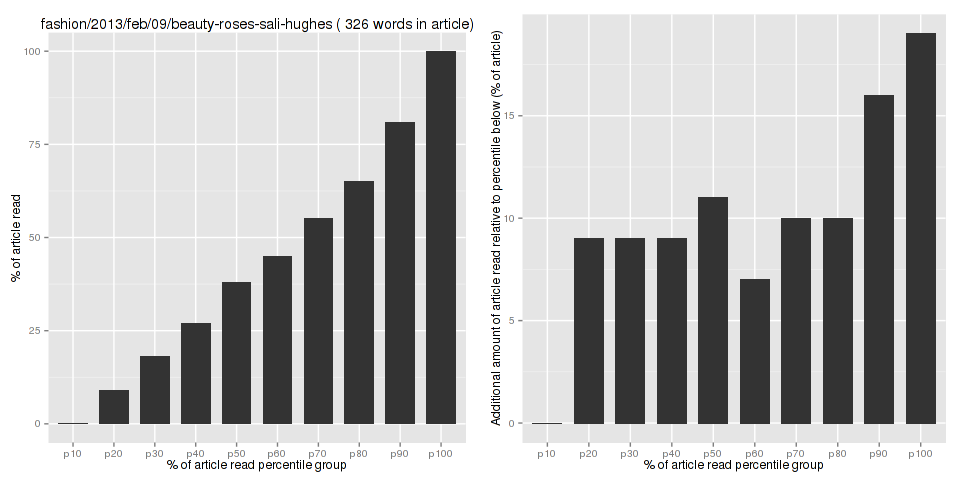 fashion/2013/feb/09/beauty-roses-sali-hughes ( 326 words in article)
% of article read
100
75
50
25
0
p10 p20 p30 p40 p50 p60 p70 p80 p90 p100
% of article read percentile group
Additional amount of article read relative to percentile below (% of article)
15
10
5
0
p10 p20 p30 p40 p50 p60 p70 p80 p90 p100
% of article read percentile group